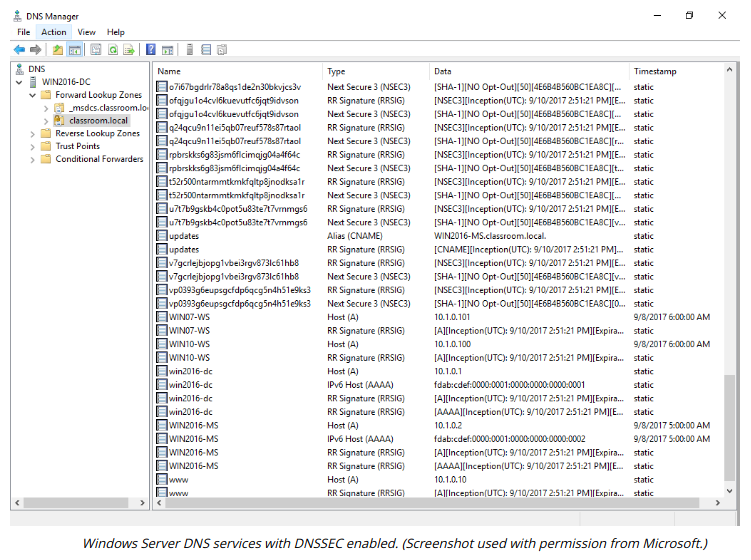 DNS Manager
File Action View Help
DNS
WIN2016-DC
Forward Lookup Zones
_msdcs.classroom.lo
classroom.local
Reverse Lookup Zones
Trust Points
Conditional Forwarders
Name Type Data Timestamp
o7i67bgdrlr78a8qs1de2n30bkvjcs3v Next Secure 3 (NSEC3) [SHA-1][NO Opt-Out][50][4E6B4B560BC1EA8C][... static
ofqjgu1o4cvl6kuevutfc6jqt9idvson RR Signature (RRSIG) [NSEC3][Inception(UTC): 9/10/2017 2:51:21 PM][E... static
ofqjgu1o4cvl6kuevutfc6jqt9idvson Next Secure 3 (NSEC3) [SHA-1][NO Opt-Out][50][4E6B4B560BC1EA8C][q... static
q24qcu9n11ei5qb07reuf578s87rtaol RR Signature (RRSIG) [NSEC3][Inception(UTC): 9/10/2017 2:51:21 PM][E... static
q24qcu9n11ei5qb07reuf578s87rtaol Next Secure 3 (NSEC3) [SHA-1][NO Opt-Out][50][4E6B4B560BC1EA8C][r... static
rpbrskks6g83jsm6flcimqjg04a4f64c RR Signature (RRSIG) [NSEC3][Inception(UTC): 9/10/2017 2:51:21 PM][E... static
rpbrskks6g83jsm6flcimqjg04a4f64c Next Secure 3 (NSEC3) [SHA-1][NO Opt-Out][50][4E6B4B560BC1EA8C][t... static
t52r500ntarmmtkmkfqltp8jnodksa1r RR Signature (RRSIG) [NSEC3][Inception(UTC): 9/10/2017 2:51:21 PM][E... static
t52r500ntarmmtkmkfqltp8jnodksa1r Next Secure 3 (NSEC3) [SHA-1][NO Opt-Out][50][4E6B4B560BC1EA8C][u... static
u7t7b9gskb4c0pot5u83te7t7vrnmgs6 RR Signature (RRSIG) [NSEC3][Inception(UTC): 9/10/2017 2:51:21 PM][E... static
u7t7b9gskb4c0pot5u83te7t7vrnmgs6 Next Secure 3 (NSEC3) [SHA-1][NO Opt-Out][50][4E6B4B560BC1EA8C][v... static
updates Alias (CNAME) WIN2016-MS.classroom.local. static
updates RR Signature (RRSIG) [CNAME][Inception(UTC): 9/10/2017 2:51:21 PM]... static
v7gcrlejbjopg1vbei3rgv873lc61hb8 RR Signature (RRSIG) [NSEC3][Inception(UTC): 9/10/2017 2:51:21 PM][E... static
v7gcrlejbjopg1vbei3rgv873lc61hb8 Next Secure 3 (NSEC3) [SHA-1][NO Opt-Out][50][4E6B4B560BC1EA8C][v... static
vp0393g6eupsgcfdp6qcg5n4h51e9ks3 RR Signature (RRSIG) [NSEC3][Inception(UTC): 9/10/2017 2:51:21 PM][E... static
vp0393g6eupsgcfdp6qcg5n4h51e9ks3 Next Secure 3 (NSEC3) [SHA-1][NO Opt-Out][50][4E6B4B560BC1EA8C][0... static
WIN07-WS Host (A) 10.1.0.101 9/8/2017 6:00:00 AM
WIN07-WS RR Signature (RRSIG) [A][Inception(UTC): 9/10/2017 2:51:21 PM][Expira... static
WIN10-WS Host (A) 10.1.0.100 9/8/2017 6:00:00 AM
WIN10-WS RR Signature (RRSIG) [A][Inception(UTC): 9/10/2017 2:51:21 PM][Expira... static
win2016-dc Host (A) 10.1.0.1 static
win2016-dc IPv6 Host (AAAA) fdab:cdef:0000:0001:0000:0000:0000:0001 static
win2016-dc RR Signature (RRSIG) [A][Inception(UTC): 9/10/2017 2:51:21 PM][Expira... static
win2016-dc RR Signature (RRSIG) [AAAA][Inception(UTC): 9/10/2017 2:51:21 PM][E... static
WIN2016-MS Host (A) 10.1.0.2 9/8/2017 5:00:00 AM
WIN2016-MS IPv6 Host (AAAA) fdab:cdef:0000:0001:0000:0000:0000:0002 9/8/2017 5:00:00 AM
WIN2016-MS RR Signature (RRSIG) [A][Inception(UTC): 9/10/2017 2:51:21 PM][Expira... static
WIN2016-MS RR Signature (RRSIG) [AAAA][Inception(UTC): 9/10/2017 2:51:21 PM][E... static
www Host (A) 10.1.0.10 static
www RR Signature (RRSIG) [A][Inception(UTC): 9/10/2017 2:51:21 PM][Expira... static
Windows Server DNS services with DNSSEC enabled. (Screenshot used with permission from Microsoft.)